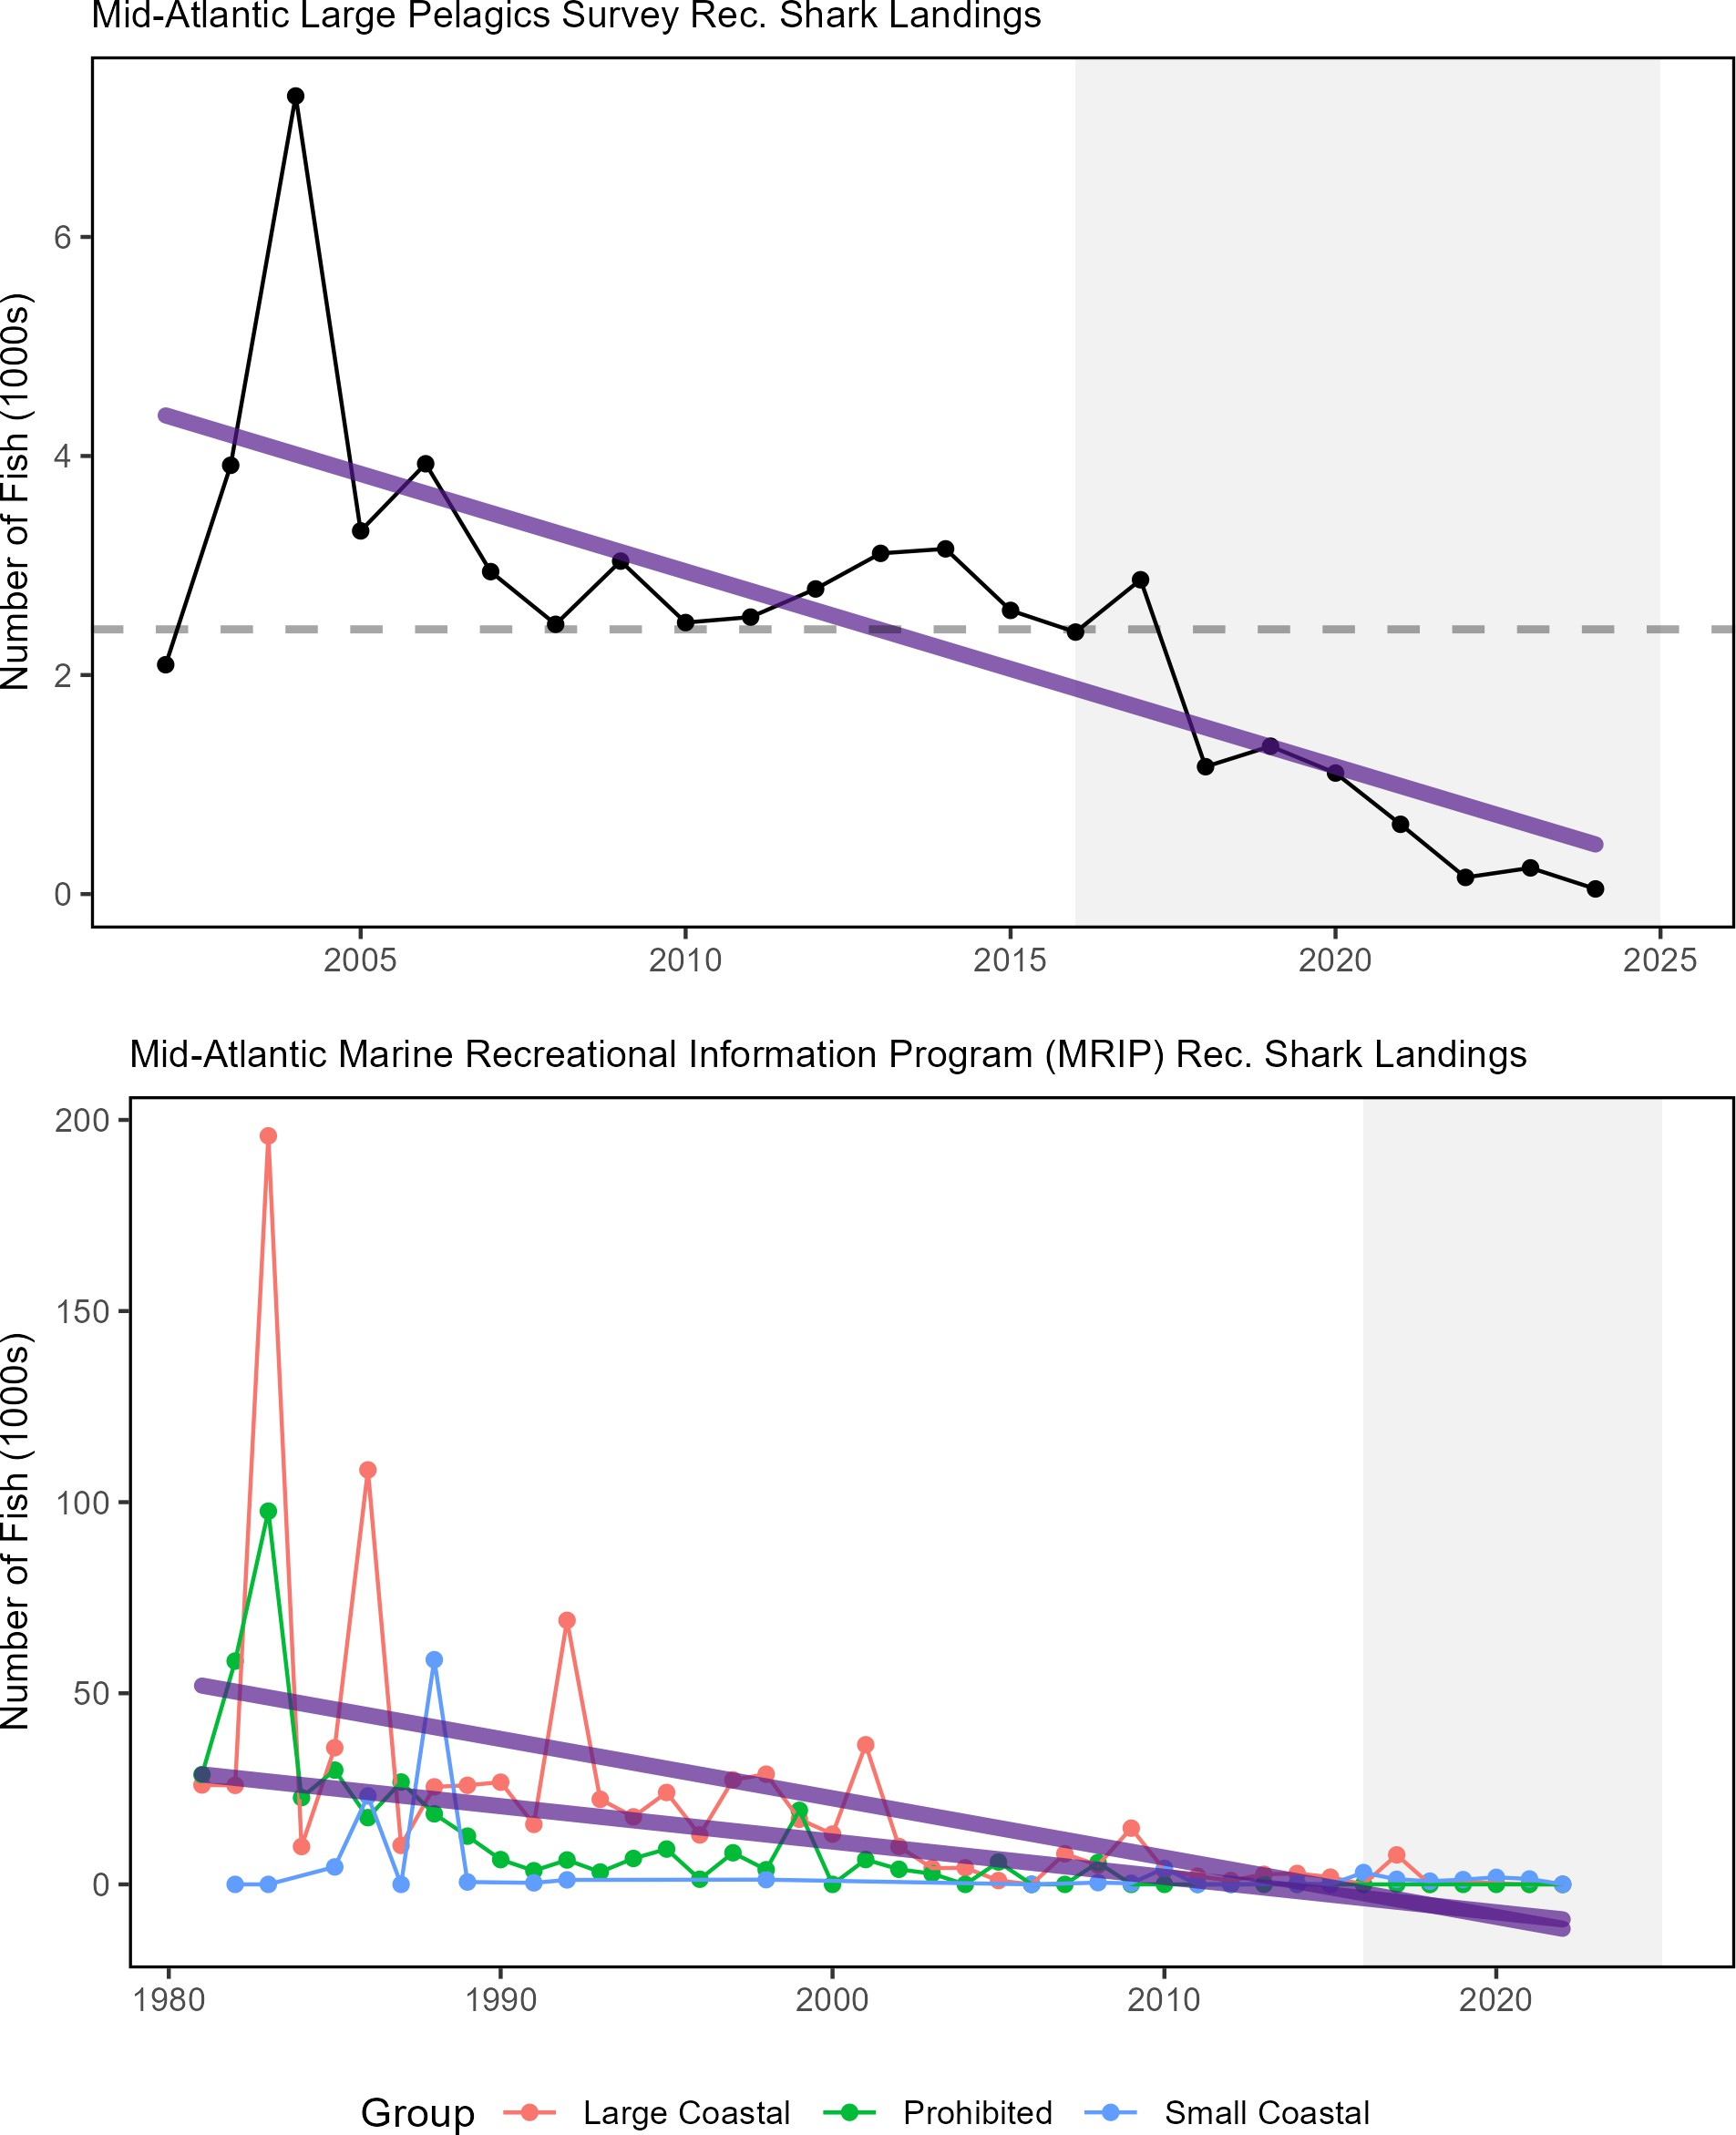 Mid-Atlantic Large Pelagics Survey Rec. Shark Landings
Number of Fish (1000s)
6
4
2
0
2005 2010 2015 2020 2025
Mid-Atlantic Marine Recreational Information Program (MRIP) Rec. Shark Landings
Number of Fish (1000s)
200
150
100
50
0
1980 1990 2000 2010 2020
Group Large Coastal Prohibited Small Coastal